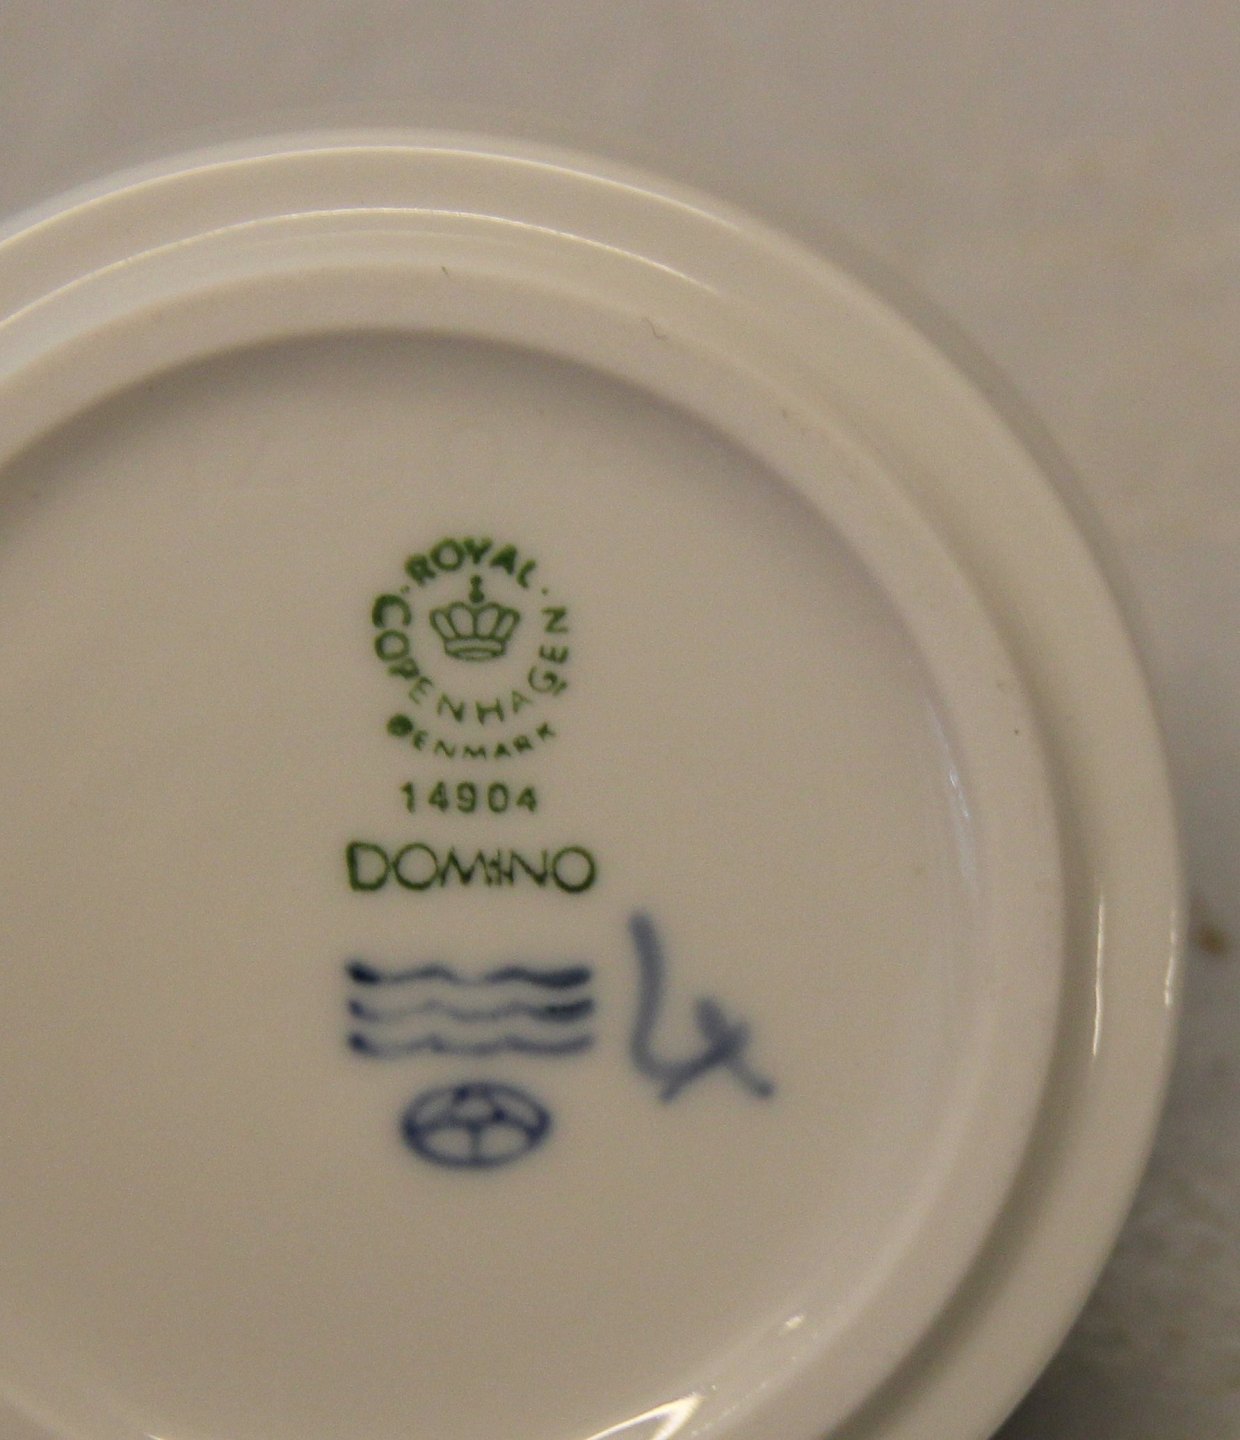 ROYAL
COPENHAGEN
DENMARK
14904
DOMINO
4